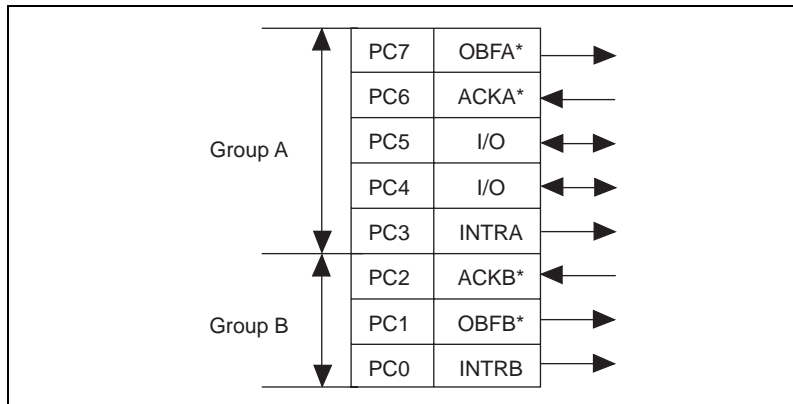 PC7 OBFA*
PC6 ACKA*
PC5 I/O
Group A
PC4 I/O
PC3 INTRA
PC2 ACKB*
Group B
PC1 OBFB*
PC0 INTRB